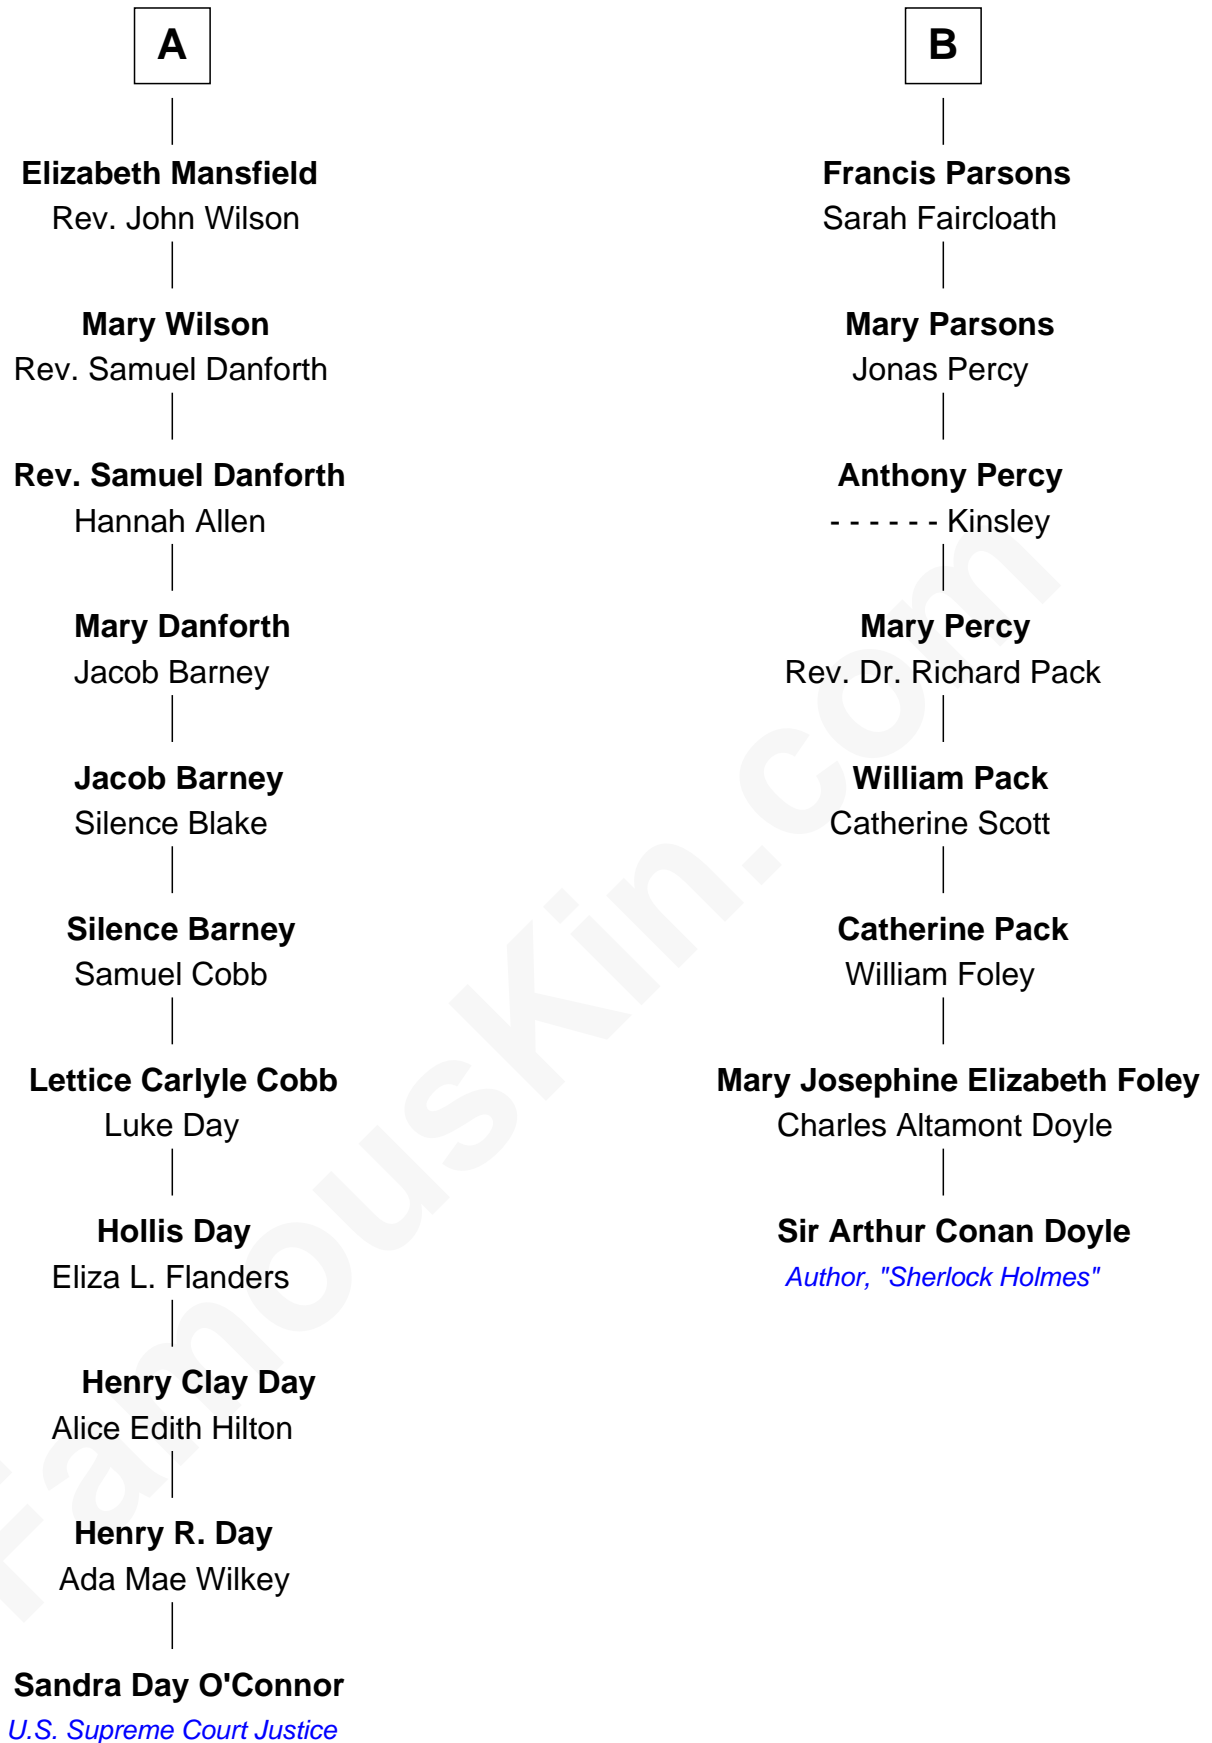 A
Elizabeth Mansfield
Rev. John Wilson
Mary Wilson
Rev. Samuel Danforth
Rev. Samuel Danforth
Hannah Allen
Mary Danforth
Jacob Barney
Jacob Barney
Silence Blake
Silence Barney
Samuel Cobb
Lettice Carlyle Cobb
Luke Day
Hollis Day
Eliza L. Flanders
Henry Clay Day
Alice Edith Hilton
Henry R. Day
Ada Mae Wilkey
Sandra Day O'Connor
U.S. Supreme Court Justice
B
Francis Parsons
Sarah Faircloath
Mary Parsons
Jonas Percy
Anthony Percy
- - - - - - Kinsley
Mary Percy
Rev. Dr. Richard Pack
William Pack
Catherine Scott
Catherine Pack
William Foley
Mary Josephine Elizabeth Foley
Charles Altamont Doyle
Sir Arthur Conan Doyle
Author, "Sherlock Holmes"
FamousKin.com